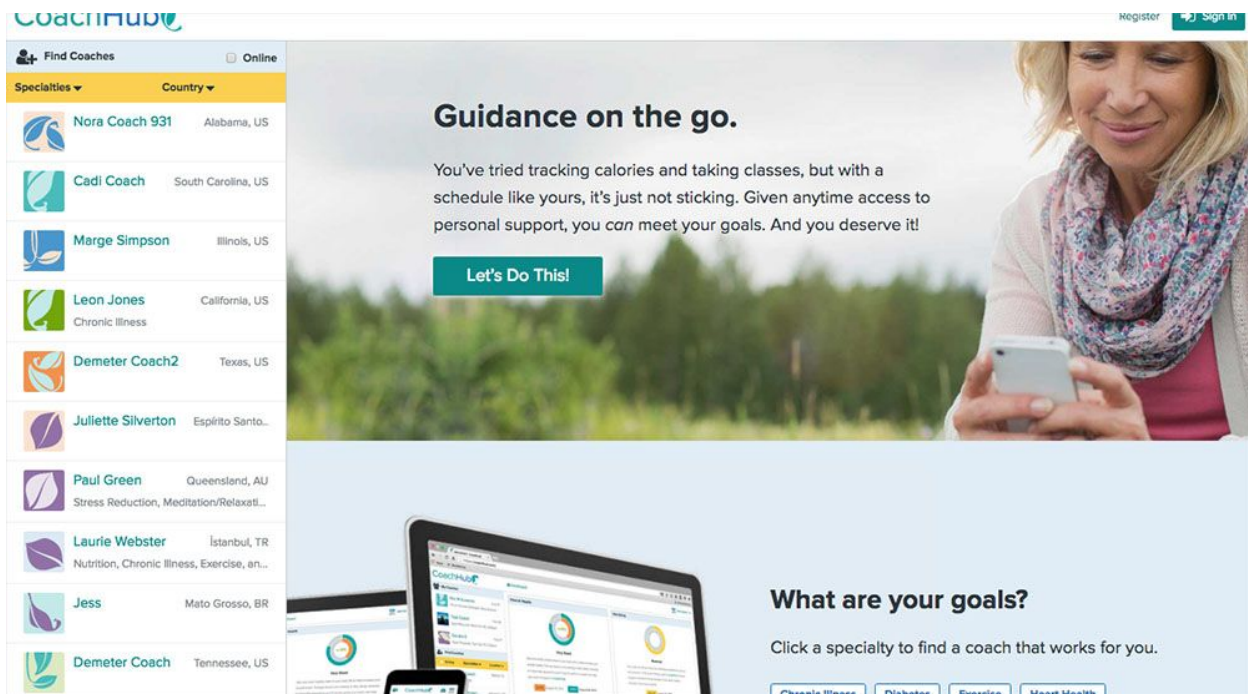 CoachHub
Register
Sign In
Find Coaches
Online
Specialties
Country
Nora Coach 931
Alabama, US
Cadi Coach
South Carolina, US
Marge Simpson
Illinois, US
Leon Jones
California, US
Chronic Illness
Demeter Coach2
Texas, US
Juliette Silverton
Espírito Santo...
Paul Green
Queensland, AU
Stress Reduction, Meditation/Relaxati...
Laurie Webster
İstanbul, TR
Nutrition, Chronic Illness, Exercise, an...
Jess
Mato Grosso, BR
Demeter Coach
Tennessee, US
Guidance on the go.
You've tried tracking calories and taking classes, but with a
schedule like yours, it's just not sticking. Given anytime access to
personal support, you can meet your goals. And you deserve it!
Let's Do This!
CoachHub
CoachHub
What are your goals?
Click a specialty to find a coach that works for you.
Chronic Illness
Diabetes
Exercise
Heart Health